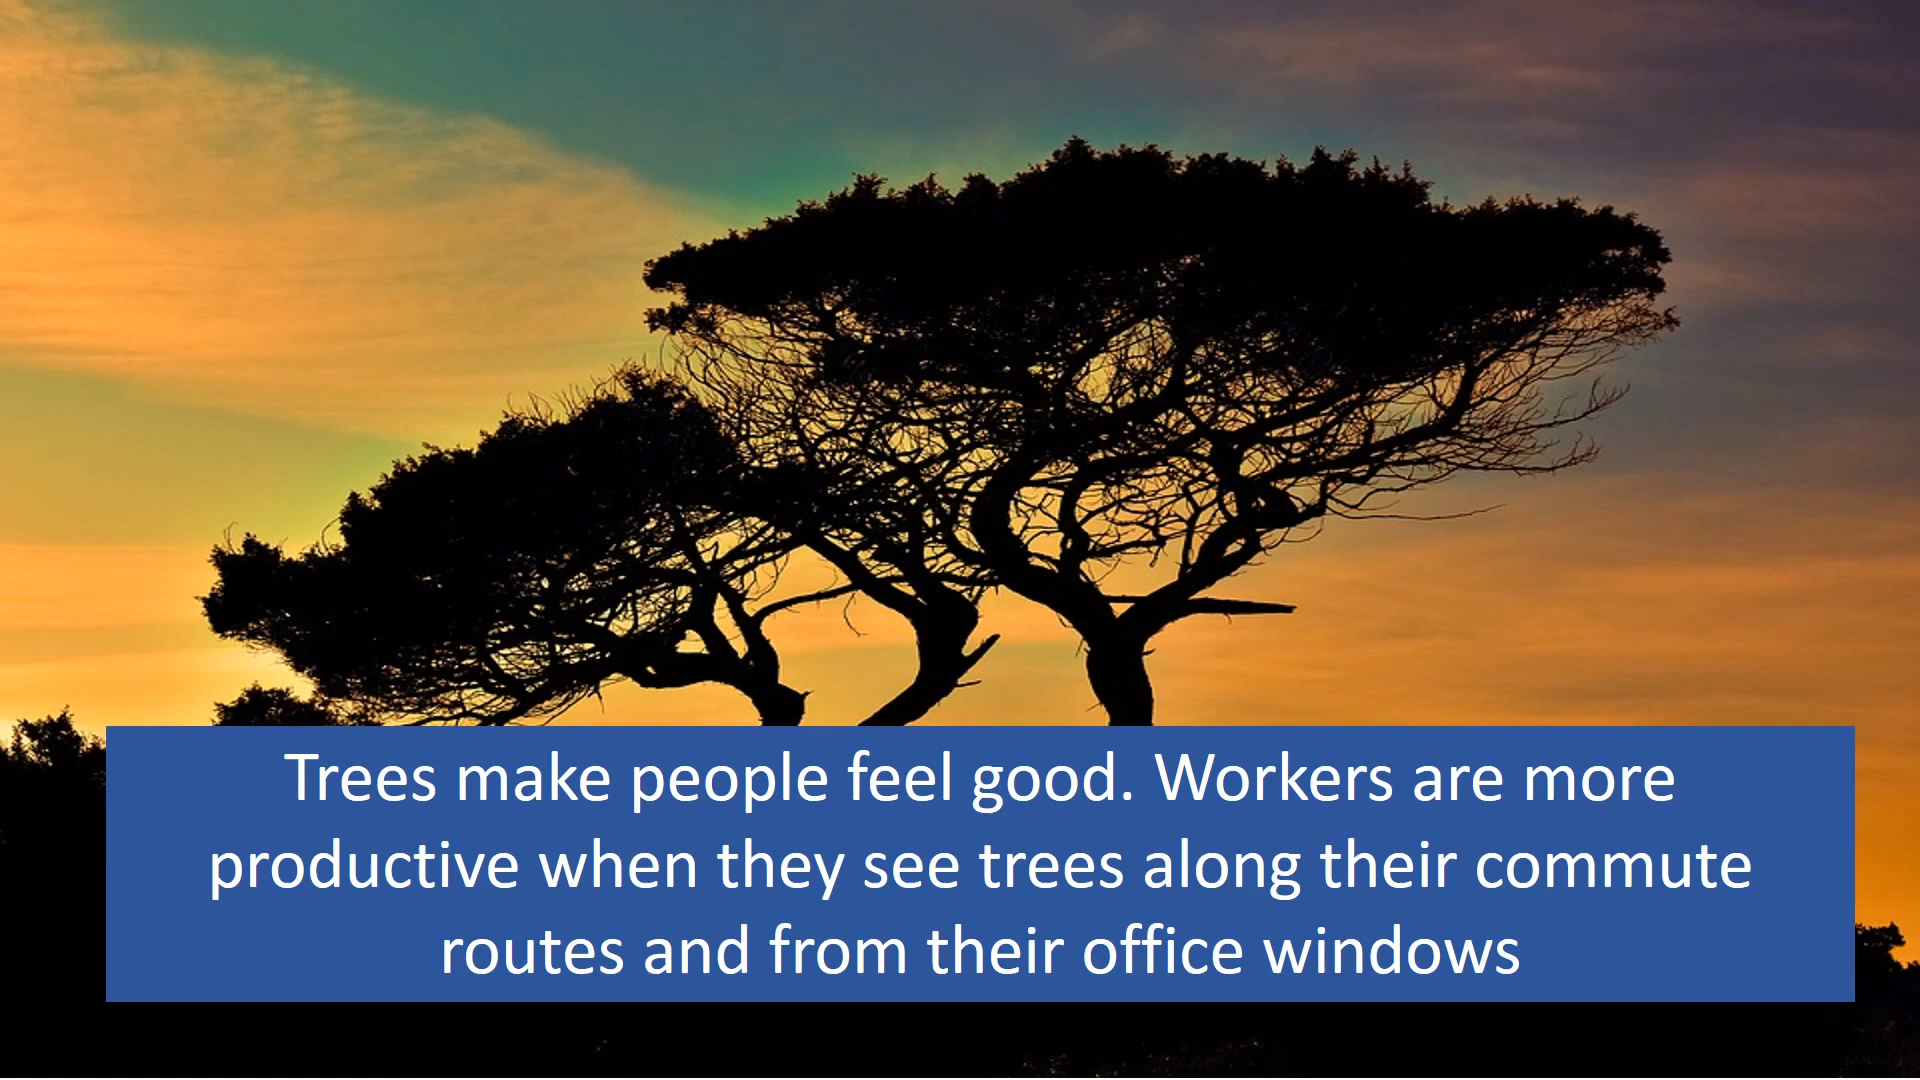 Trees make people feel good. Workers are more
productive when they see trees along their commute
routes and from their office windows